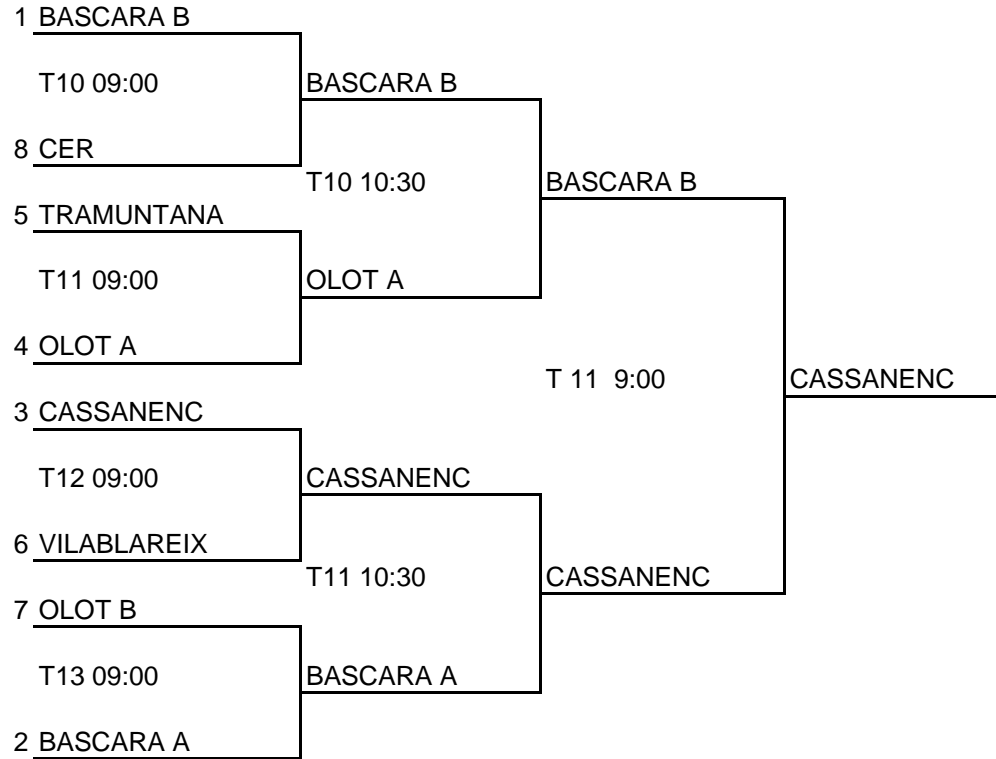 1 BASCARA B
T10 09:00
BASCARA B
8 CER
T10 10:30
BASCARA B
5 TRAMUNTANA
T11 09:00
OLOT A
4 OLOT A
T 11  9:00
CASSANENC
3 CASSANENC
T12 09:00
CASSANENC
6 VILABLAREIX
T11 10:30
CASSANENC
7 OLOT B
T13 09:00
BASCARA A
2 BASCARA A